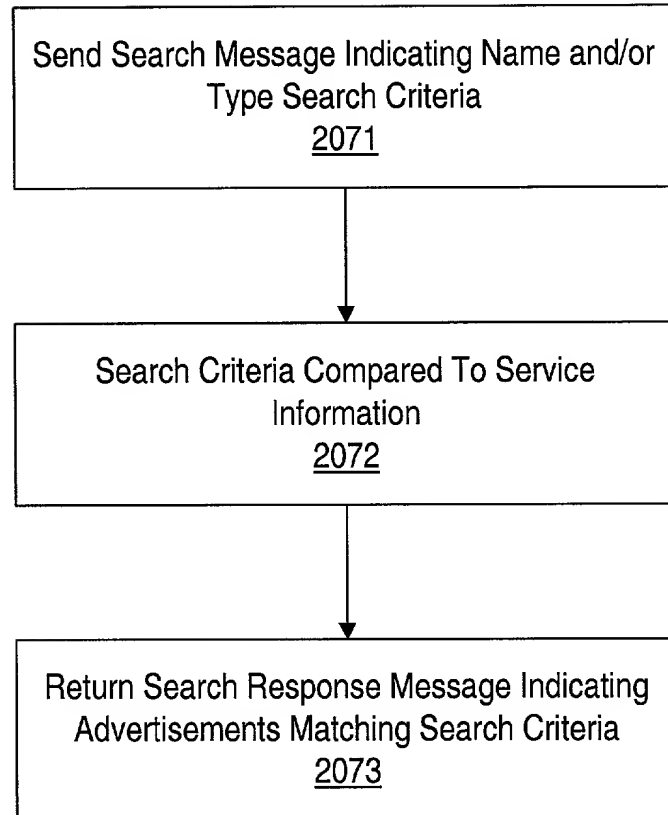 Send Search Message Indicating Name and/or
Type Search Criteria
2071
Search Criteria Compared To Service
Information
2072
Return Search Response Message Indicating
Advertisements Matching Search Criteria
2073